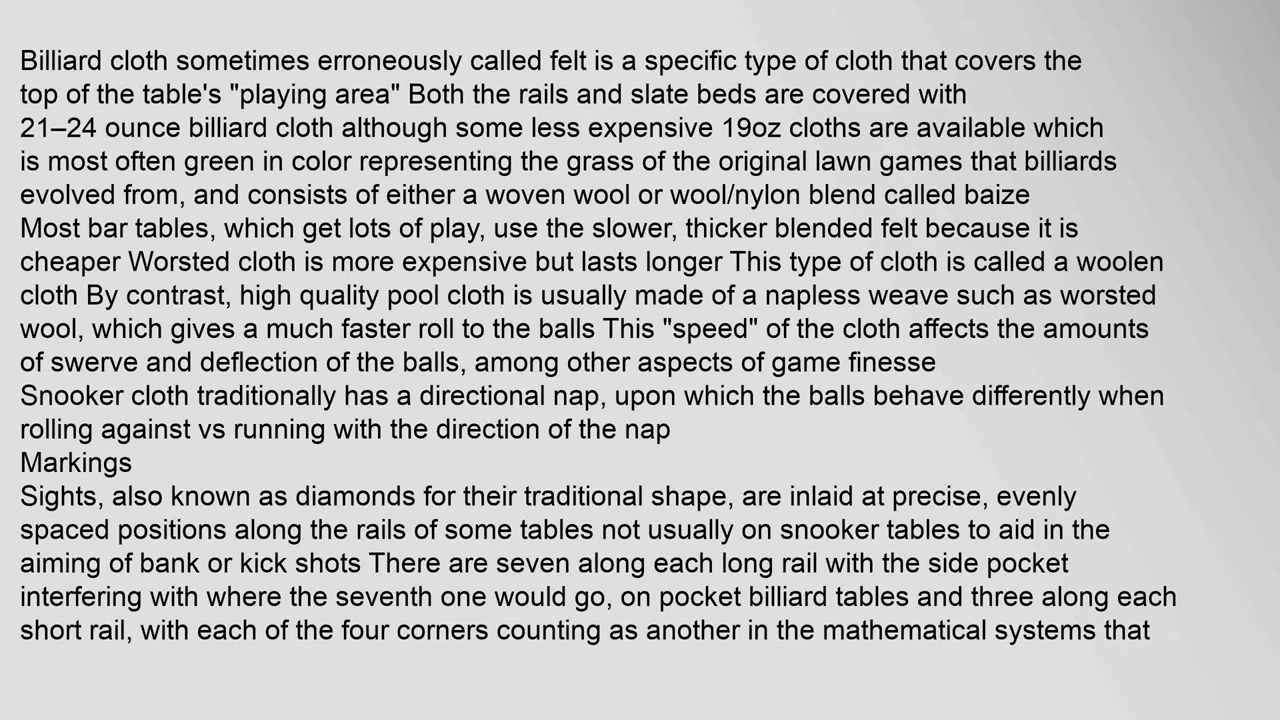 Billiard cloth sometimes erroneously called felt is a specific type of cloth that covers the
top of the table's "playing area" Both the rails and slate beds are covered with
21–24 ounce billiard cloth although some less expensive 19oz cloths are available which
is most often green in color representing the grass of the original lawn games that billiards
evolved from, and consists of either a woven wool or wool/nylon blend called baize
Most bar tables, which get lots of play, use the slower, thicker blended felt because it is
cheaper Worsted cloth is more expensive but lasts longer This type of cloth is called a woolen
cloth By contrast, high quality pool cloth is usually made of a napless weave such as worsted
wool, which gives a much faster roll to the balls This "speed" of the cloth affects the amounts
of swerve and deflection of the balls, among other aspects of game finesse
Snooker cloth traditionally has a directional nap, upon which the balls behave differently when
rolling against vs running with the direction of the nap
Markings
Sights, also known as diamonds for their traditional shape, are inlaid at precise, evenly
spaced positions along the rails of some tables not usually on snooker tables to aid in the
aiming of bank or kick shots There are seven along each long rail with the side pocket
interfering with where the seventh one would go, on pocket billiard tables and three along each
short rail, with each of the four corners counting as another in the mathematical systems that